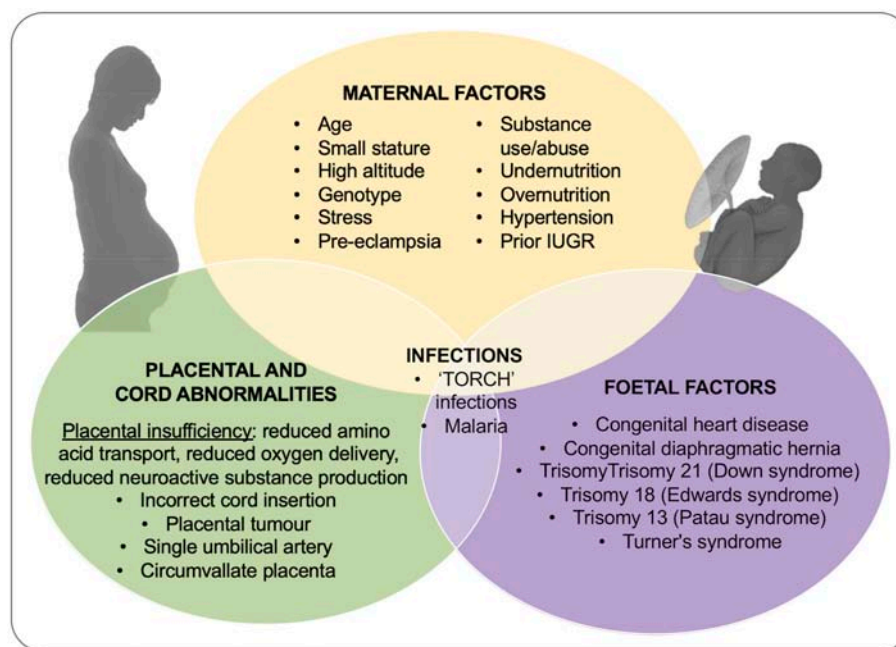 MATERNAL FACTORS
• Age
• Small stature
• High altitude
• Genotype
• Stress
• Pre-eclampsia
• Substance
use/abuse
• Undernutrition
• Overnutrition
• Hypertension
• Prior IUGR
PLACENTAL AND
CORD ABNORMALITIES
Placental insufficiency: reduced amino
acid transport, reduced oxygen delivery,
reduced neuroactive substance production
• Incorrect cord insertion
• Placental tumour
• Single umbilical artery
• Circumvallate placenta
INFECTIONS
• ‘TORCH’
infections
• Malaria
FOETAL FACTORS
• Congenital heart disease
• Congenital diaphragmatic hernia
• TrisomyTrisomy 21 (Down syndrome)
• Trisomy 18 (Edwards syndrome)
• Trisomy 13 (Patau syndrome)
• Turner's syndrome